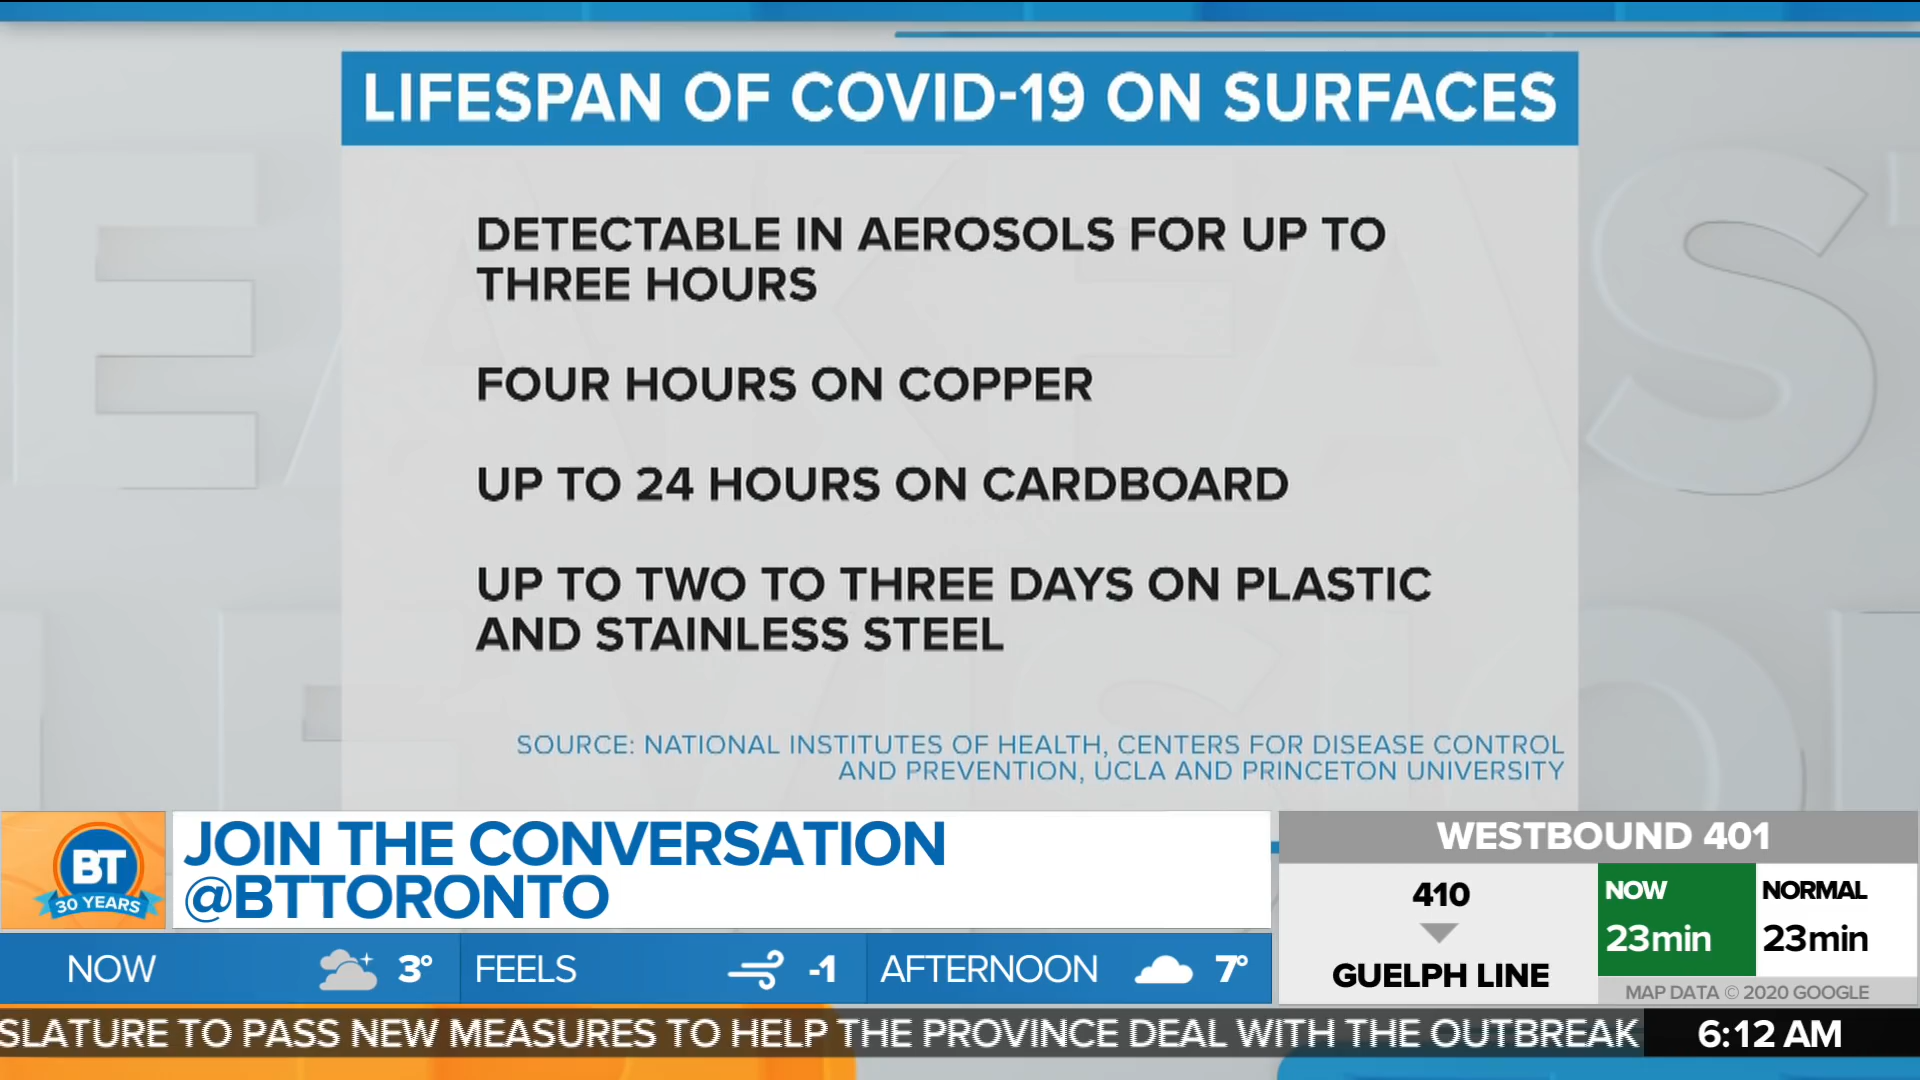 LIFESPAN OF COVID-19 ON SURFACES
DETECTABLE IN AEROSOLS FOR UP TO
THREE HOURS
FOUR HOURS ON COPPER
UP TO 24 HOURS ON CARDBOARD
UP TO TWO TO THREE DAYS ON PLASTIC
AND STAINLESS STEEL
SOURCE: NATIONAL INSTITUTES OF HEALTH, CENTERS FOR DISEASE CONTROL
AND PREVENTION, UCLA AND PRINCETON UNIVERSITY
BT
30 YEARS
JOIN THE CONVERSATION
@BTTORONTO
WESTBOUND 401
410
GUELPH LINE
NOW
23min
NORMAL
23min
MAP DATA © 2020 GOOGLE
NOW 3° FEELS -1 AFTERNOON 7°
SLATURE TO PASS NEW MEASURES TO HELP THE PROVINCE DEAL WITH THE OUTBREAK
6:12 AM